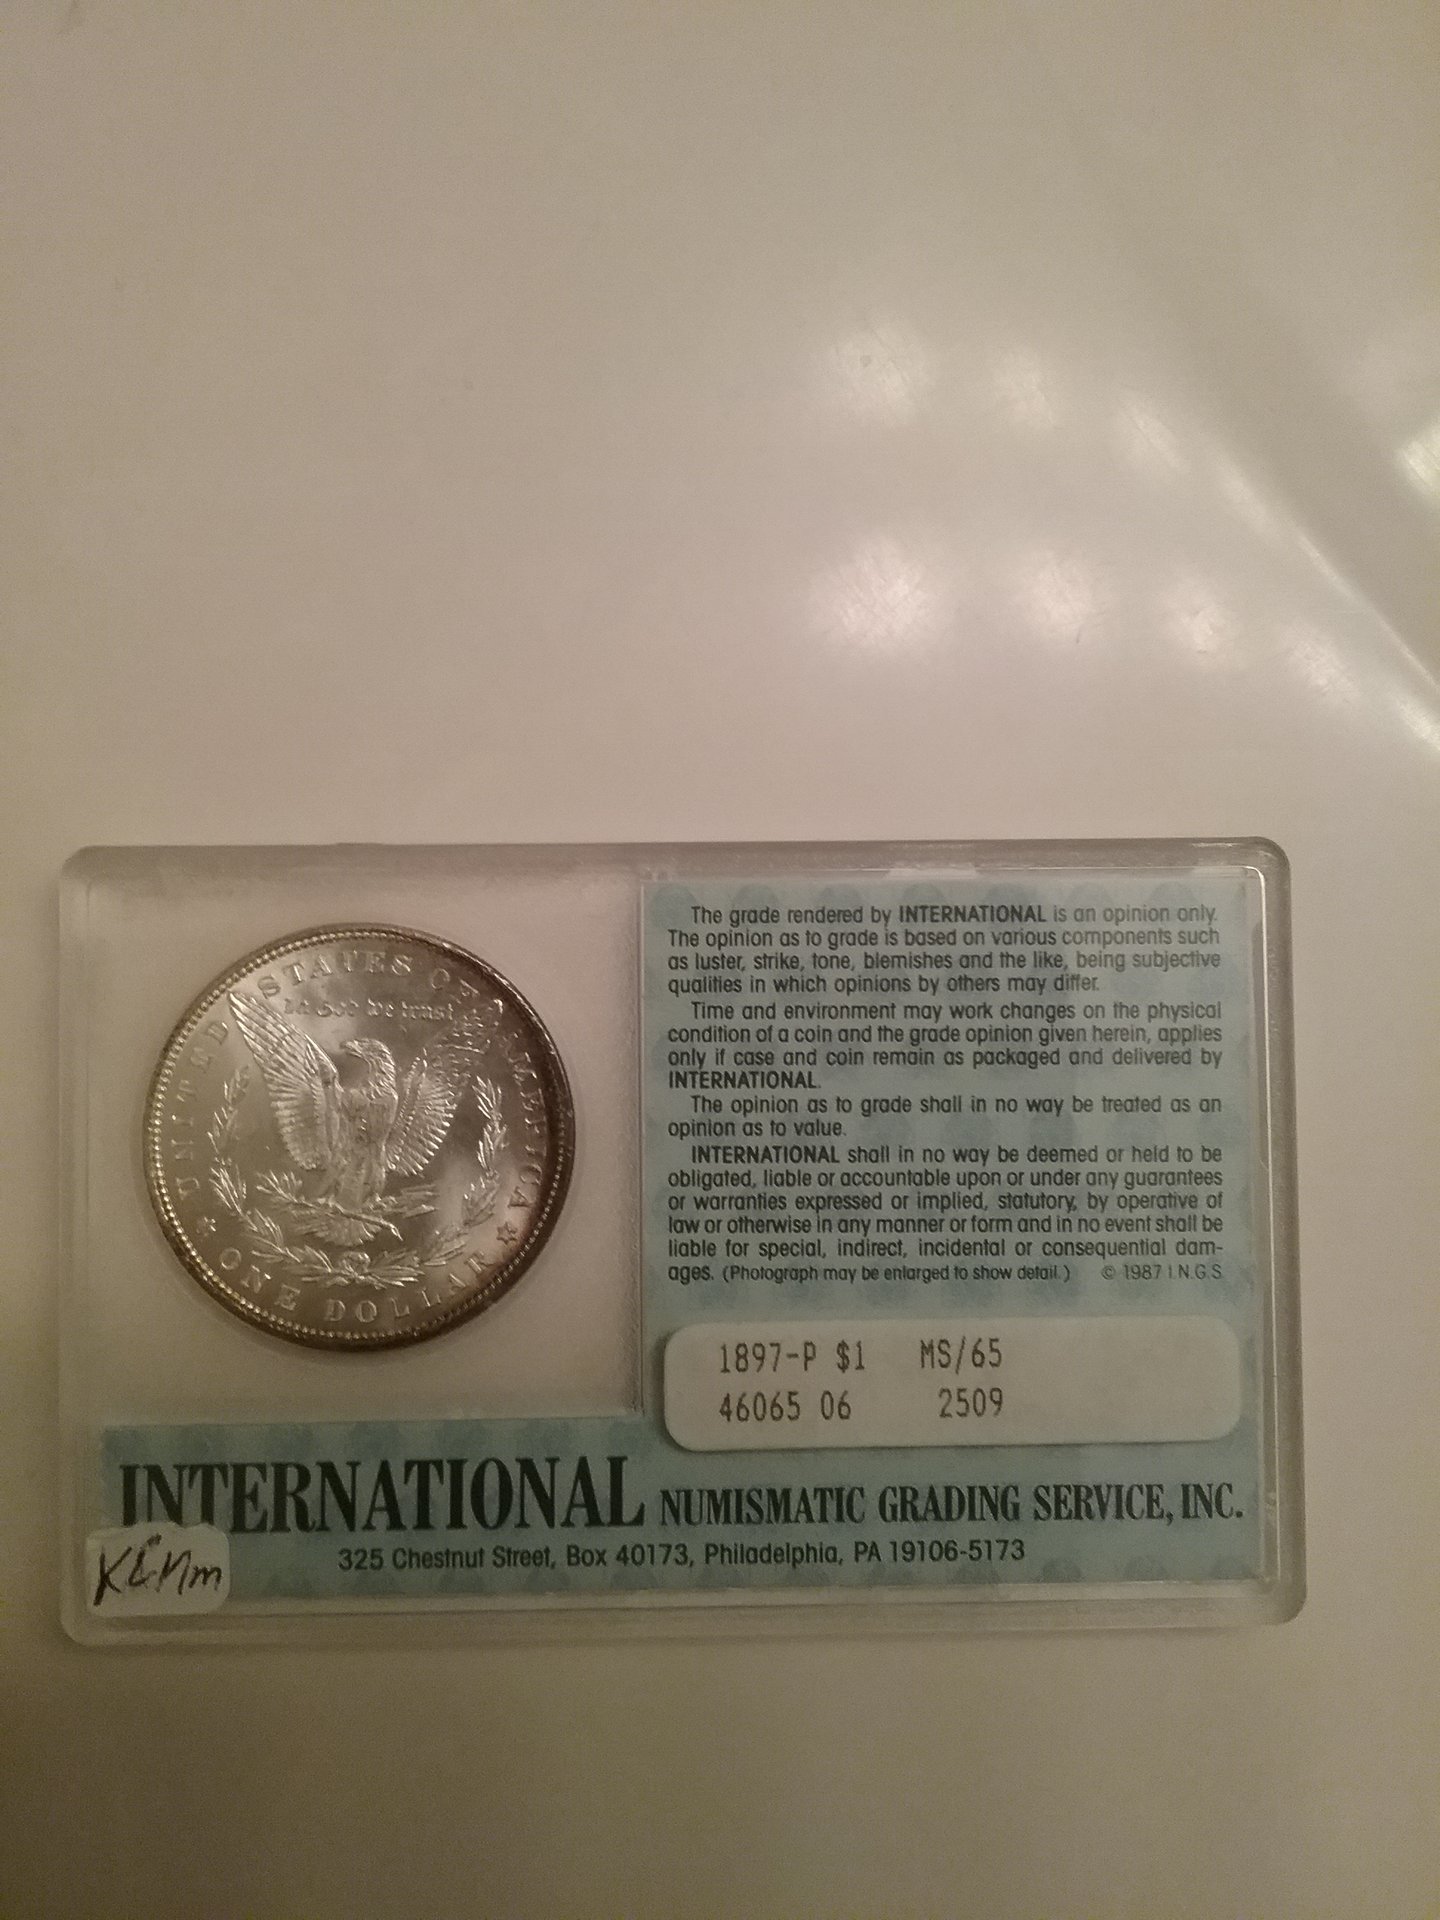 UNITED STATES OF AMERICA
In God we trust
ONE DOLLAR
The grade rendered by INTERNATIONAL is an opinion only.
The opinion as to grade is based on various components such
as luster, strike, tone, blemishes and the like, being subjective
qualities in which opinions by others may differ.
Time and environment may work changes on the physical
condition of a coin and the grade opinion given herein, applies
only if case and coin remain as packaged and delivered by
INTERNATIONAL.
The opinion as to grade shall in no way be treated as an
opinion as to value.
INTERNATIONAL shall in no way be deemed or held to be
obligated, liable or accountable upon or under any guarantees
or warranties expressed or implied, statutory, by operative of
law or otherwise in any manner or form and in no event shall be
liable for special, indirect, incidental or consequential dam-
ages. (Photograph may be enlarged to show detail.) © 1987 I.N.G.S.
1897-P $1 MS/65
46065 06 2509
INTERNATIONAL NUMISMATIC GRADING SERVICE, INC.
325 Chestnut Street, Box 40173, Philadelphia, PA 19106-5173